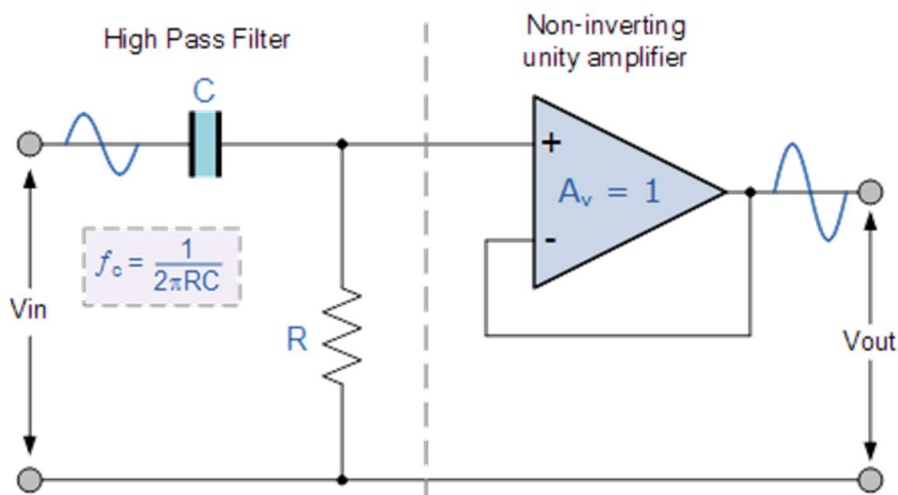 High Pass Filter
Non-inverting
unity amplifier
C
+
Av = 1
-
fc = 1/2πRC
Vin
R
Vout